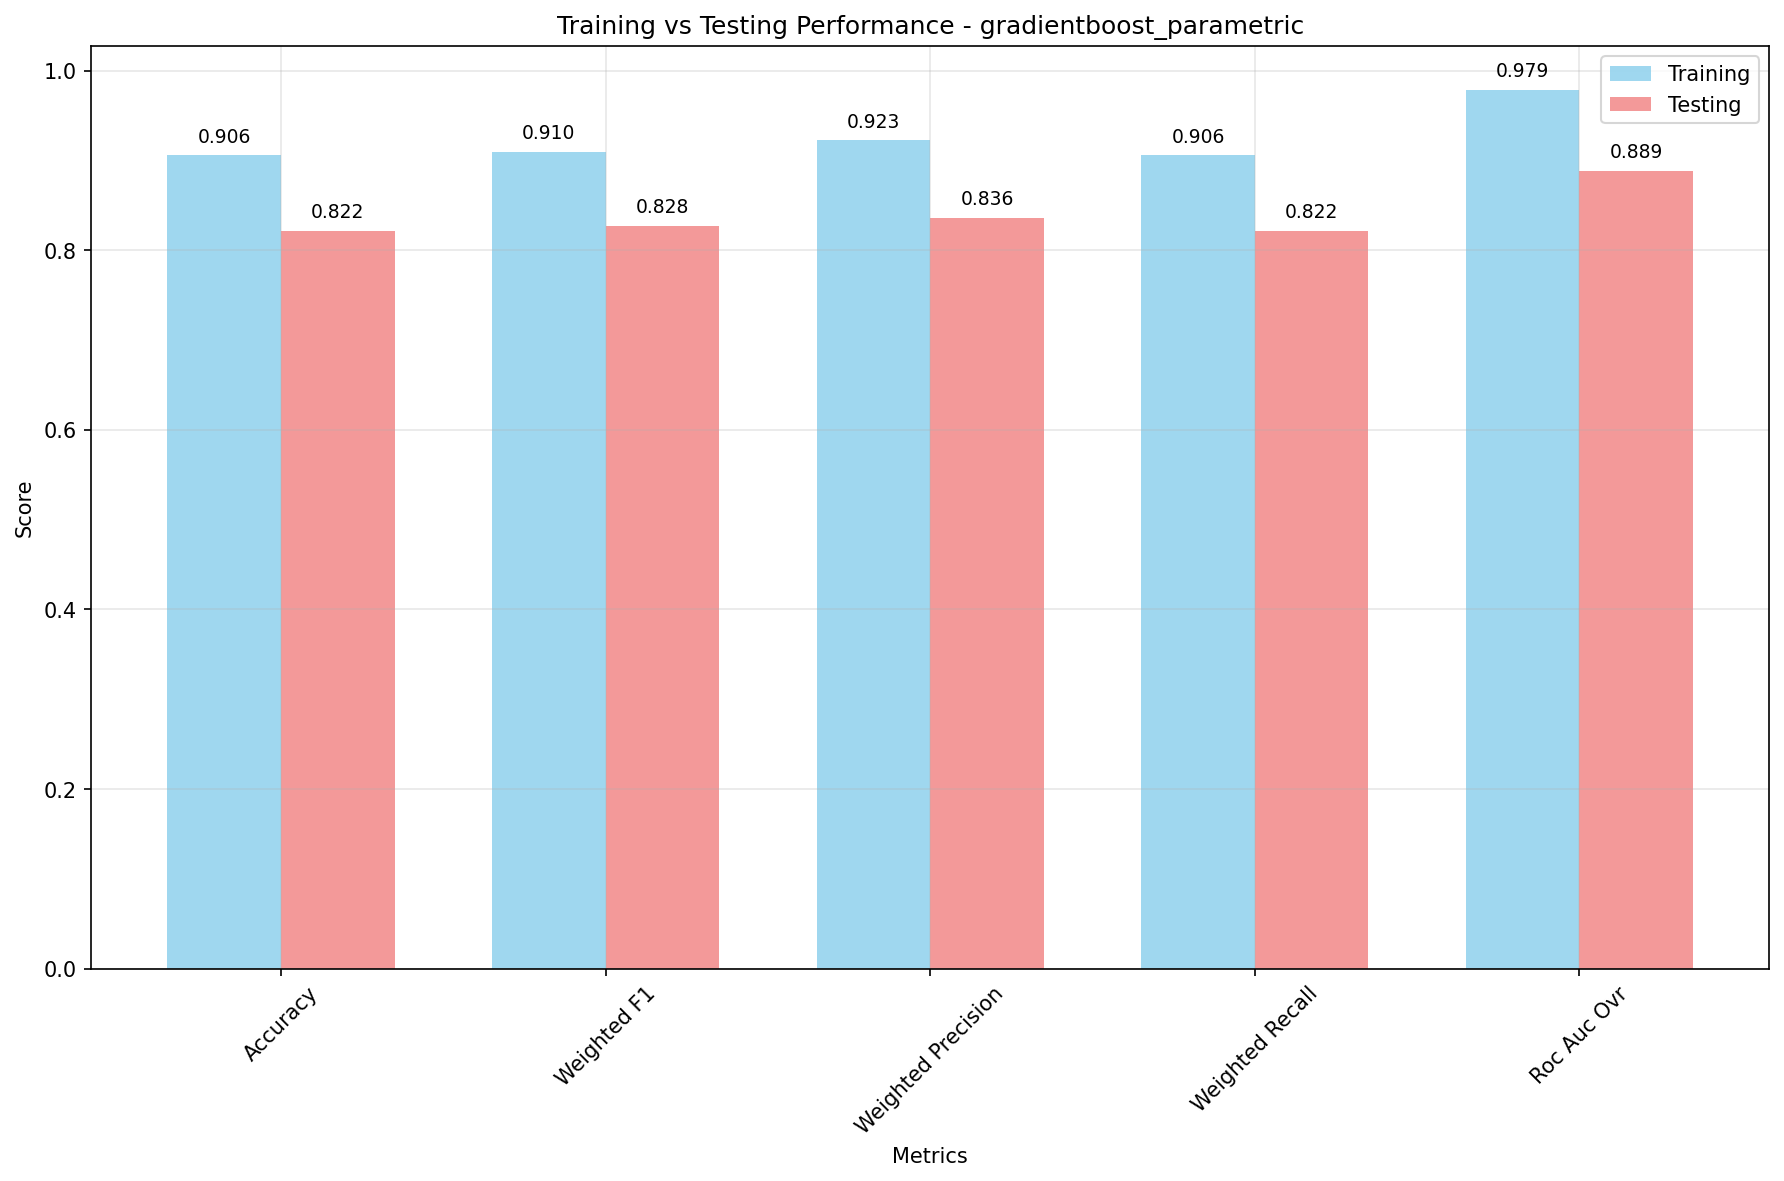 Training vs Testing Performance - gradientboost_parametric
Training
Testing
1.0
0.8
0.6
0.4
0.2
0.0
Score
0.906
0.822
0.910
0.828
0.923
0.836
0.906
0.822
0.979
0.889
Accuracy
Weighted F1
Weighted Precision
Weighted Recall
Roc Auc Ovr
Metrics